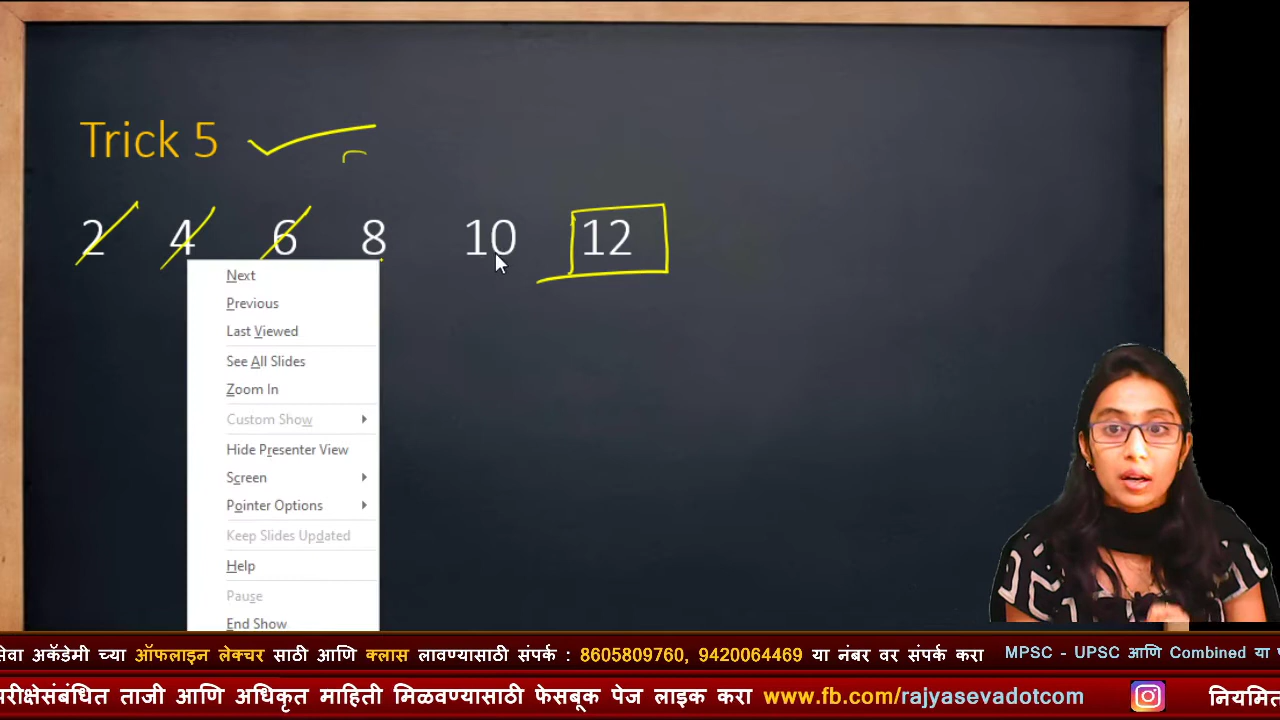 Trick 5
2 4 6 8 10 12
Next
Previous
Last Viewed
See All Slides
Zoom In
Custom Show
Hide Presenter View
Screen
Pointer Options
Keep Slides Updated
Help
Pause
End Show
अकॅडेमी च्या ऑफलाइन लेक्चर साठी आणि क्लास लावण्यासाठी संपर्क : 8605809760, 9420064469 या नंबर वर संपर्क करा MPSC - UPSC आणि Combined या
ताजी आणि अधिकृत माहिती मिळवण्यासाठी फेसबूक पेज लाइक करा www.fb.com/rajyasevadotcom